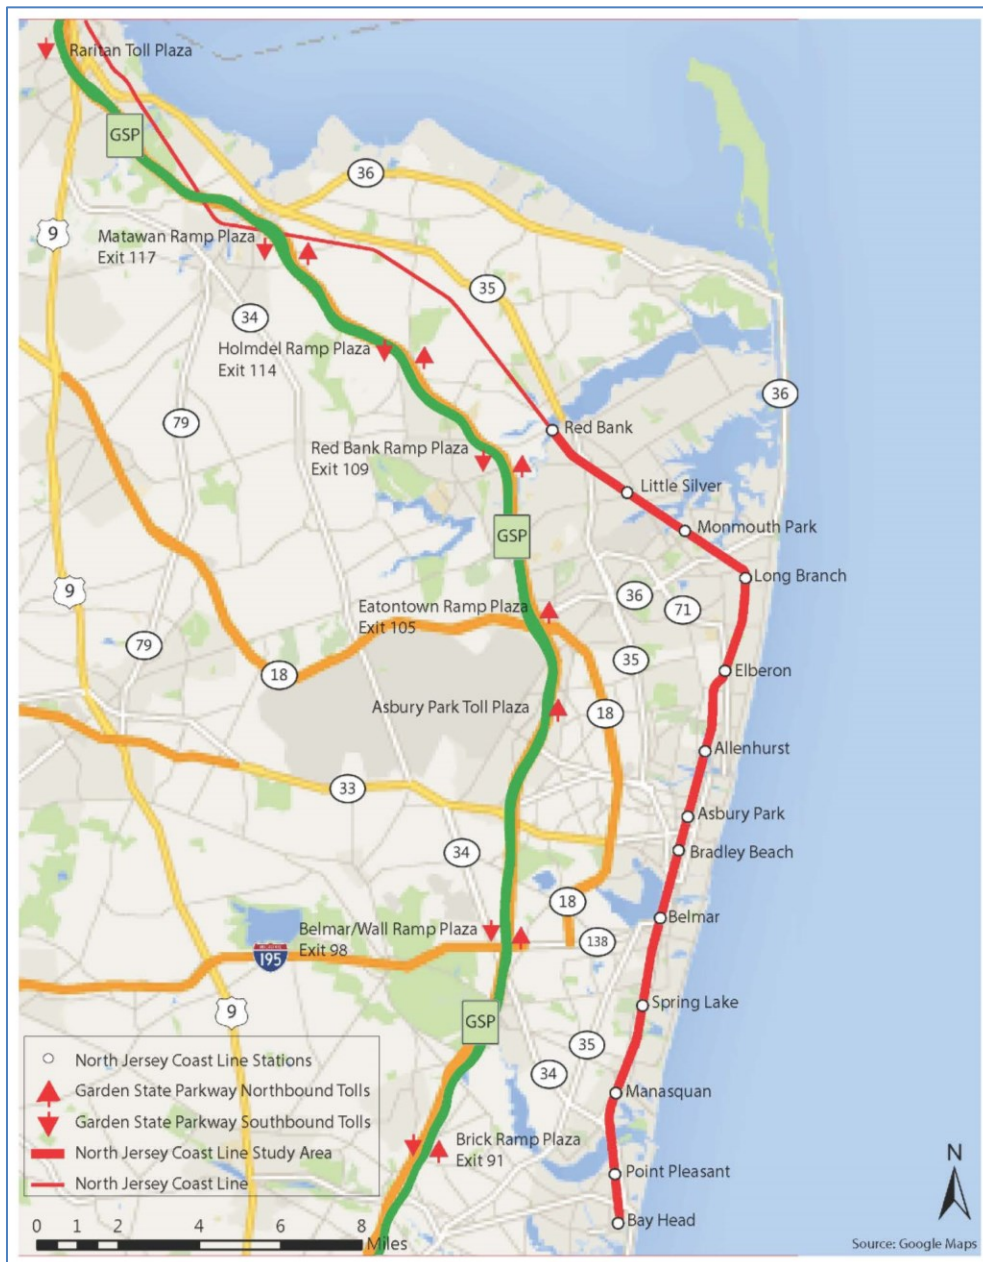 Raritan Toll Plaza
GSP
36
9
Matawan Ramp Plaza
Exit 117
35
34
Holmdel Ramp Plaza
Exit 114
36
79
Red Bank
Red Bank Ramp Plaza
Exit 109
Little Silver
Monmouth Park
GSP
Long Branch
9
36
71
Eatontown Ramp Plaza
Exit 105
79
35
18
Elberon
Asbury Park Toll Plaza
18
Allenhurst
33
Asbury Park
34
Bradley Beach
18
Belmar
Belmar/Wall Ramp Plaza
Exit 98
138
195
Spring Lake
9
GSP
35
34
Manasquan
North Jersey Coast Line Stations
Garden State Parkway Northbound Tolls
Garden State Parkway Southbound Tolls
North Jersey Coast Line Study Area
North Jersey Coast Line
Brick Ramp Plaza
Exit 91
Point Pleasant
Bay Head
N
0 1 2 4 6 8
Miles
Source: Google Maps